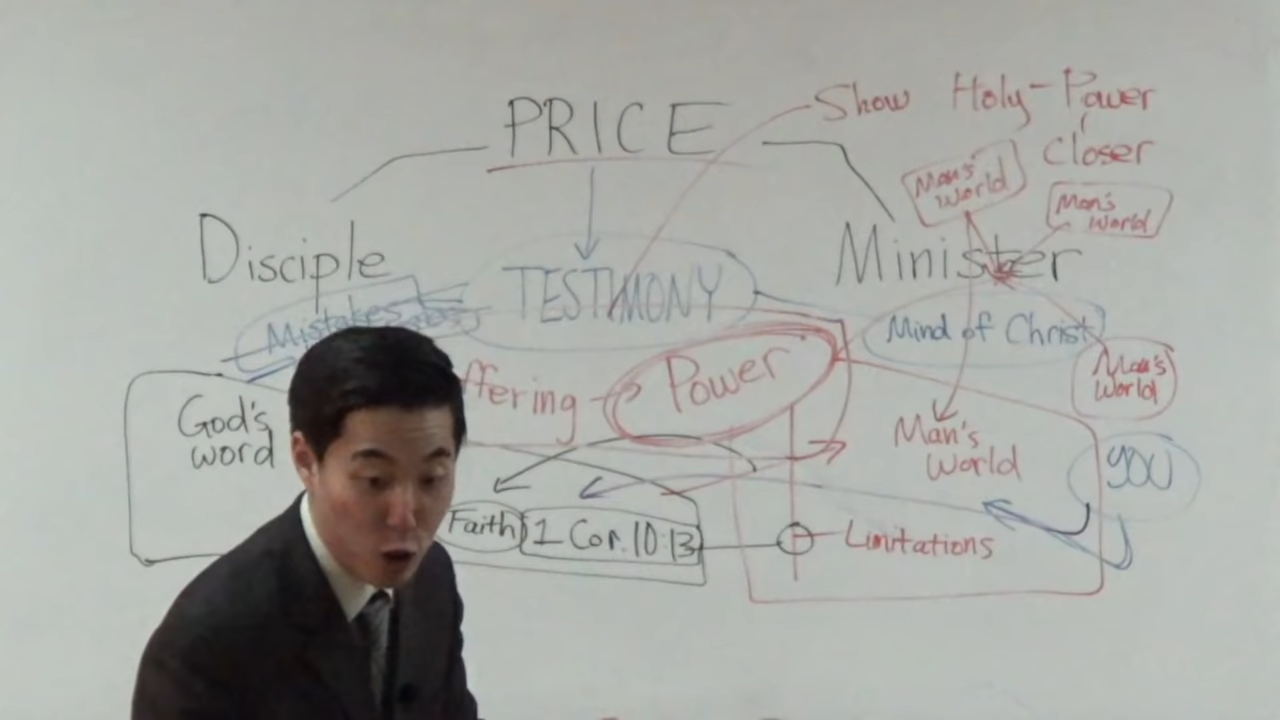 PRICE
Show Holy-Power
Closer
Man's
World
Man's
World
Disciple
TESTIMONY
Minister
Mistakes
Mind of Christ
ffering
Power
Man's
World
God's
word
Man's
World
YOU
Faith
1 Cor. 10:13
Limitations